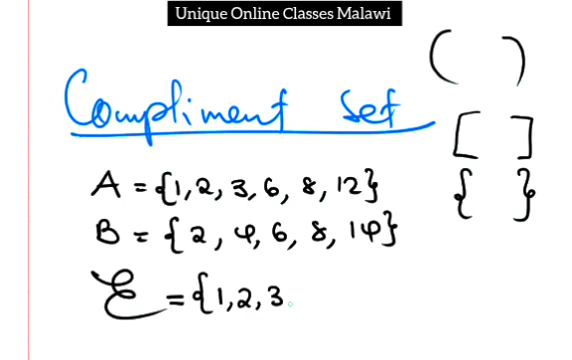 Unique Online Classes Malawi
( )
Compliment set
[ ]
A = {1, 2, 3, 6, 8, 12}
{ }
B = {2, 4, 6, 8, 14}
ℰ = {1, 2, 3